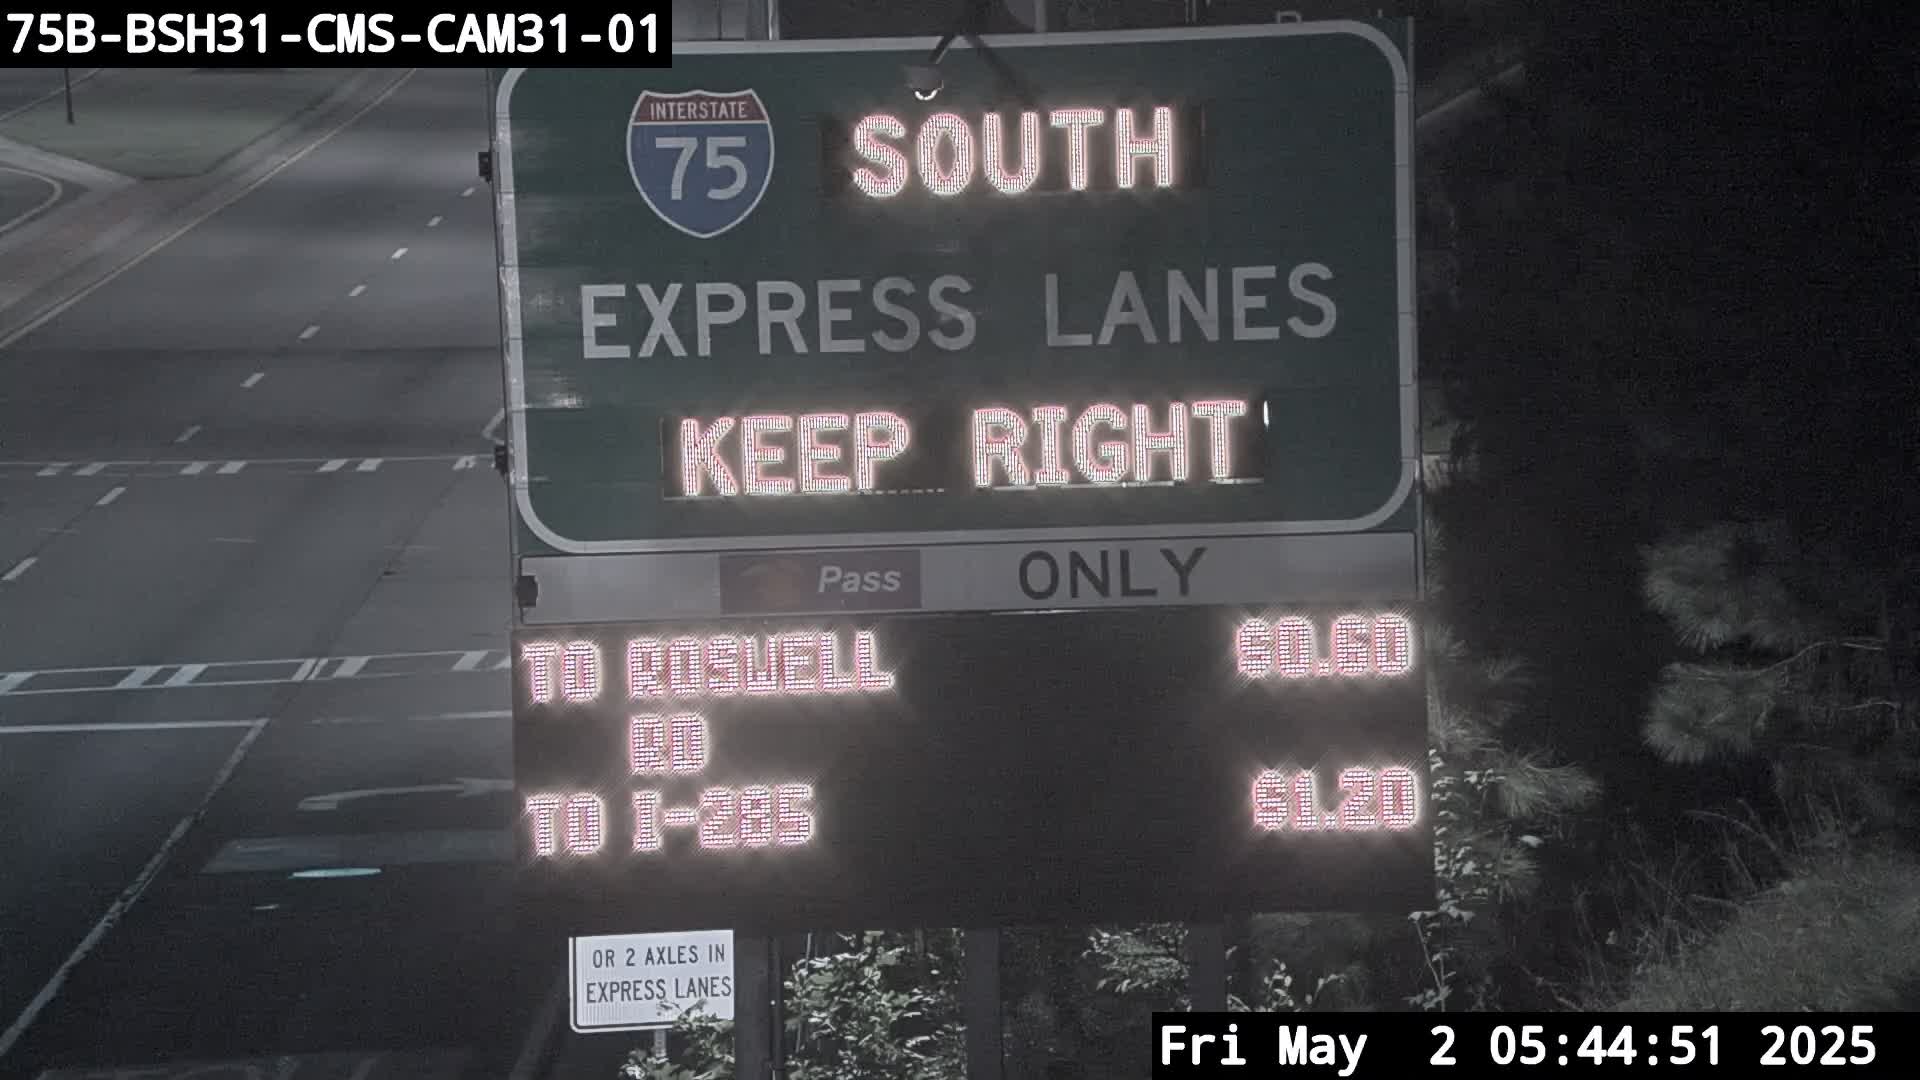 75B-BSH31-CMS-CAM31-01
INTERSTATE
75
SOUTH
EXPRESS LANES
KEEP RIGHT
Pass ONLY
TO ROSWELL $0.60
RD
TO I-285 $1.20
OR 2 AXLES IN
EXPRESS LANES
Fri May 2 05:44:51 2025